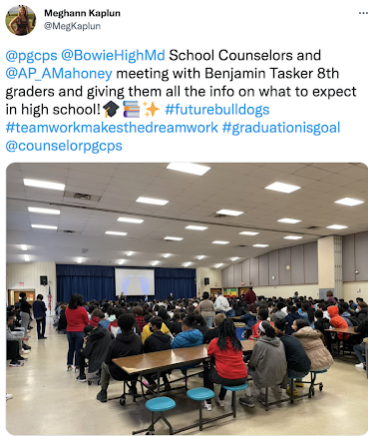 Meghann Kaplun
@MegKaplun
@pgcps @BowieHighMd School Counselors and
@AP_AMahoney meeting with Benjamin Tasker 8th
graders and giving them all the info on what to expect
in high school!🎓📚✨ #futurebulldogs
#teamworkmakesthedreamwork #graduationisgoal
@counselorpgcps